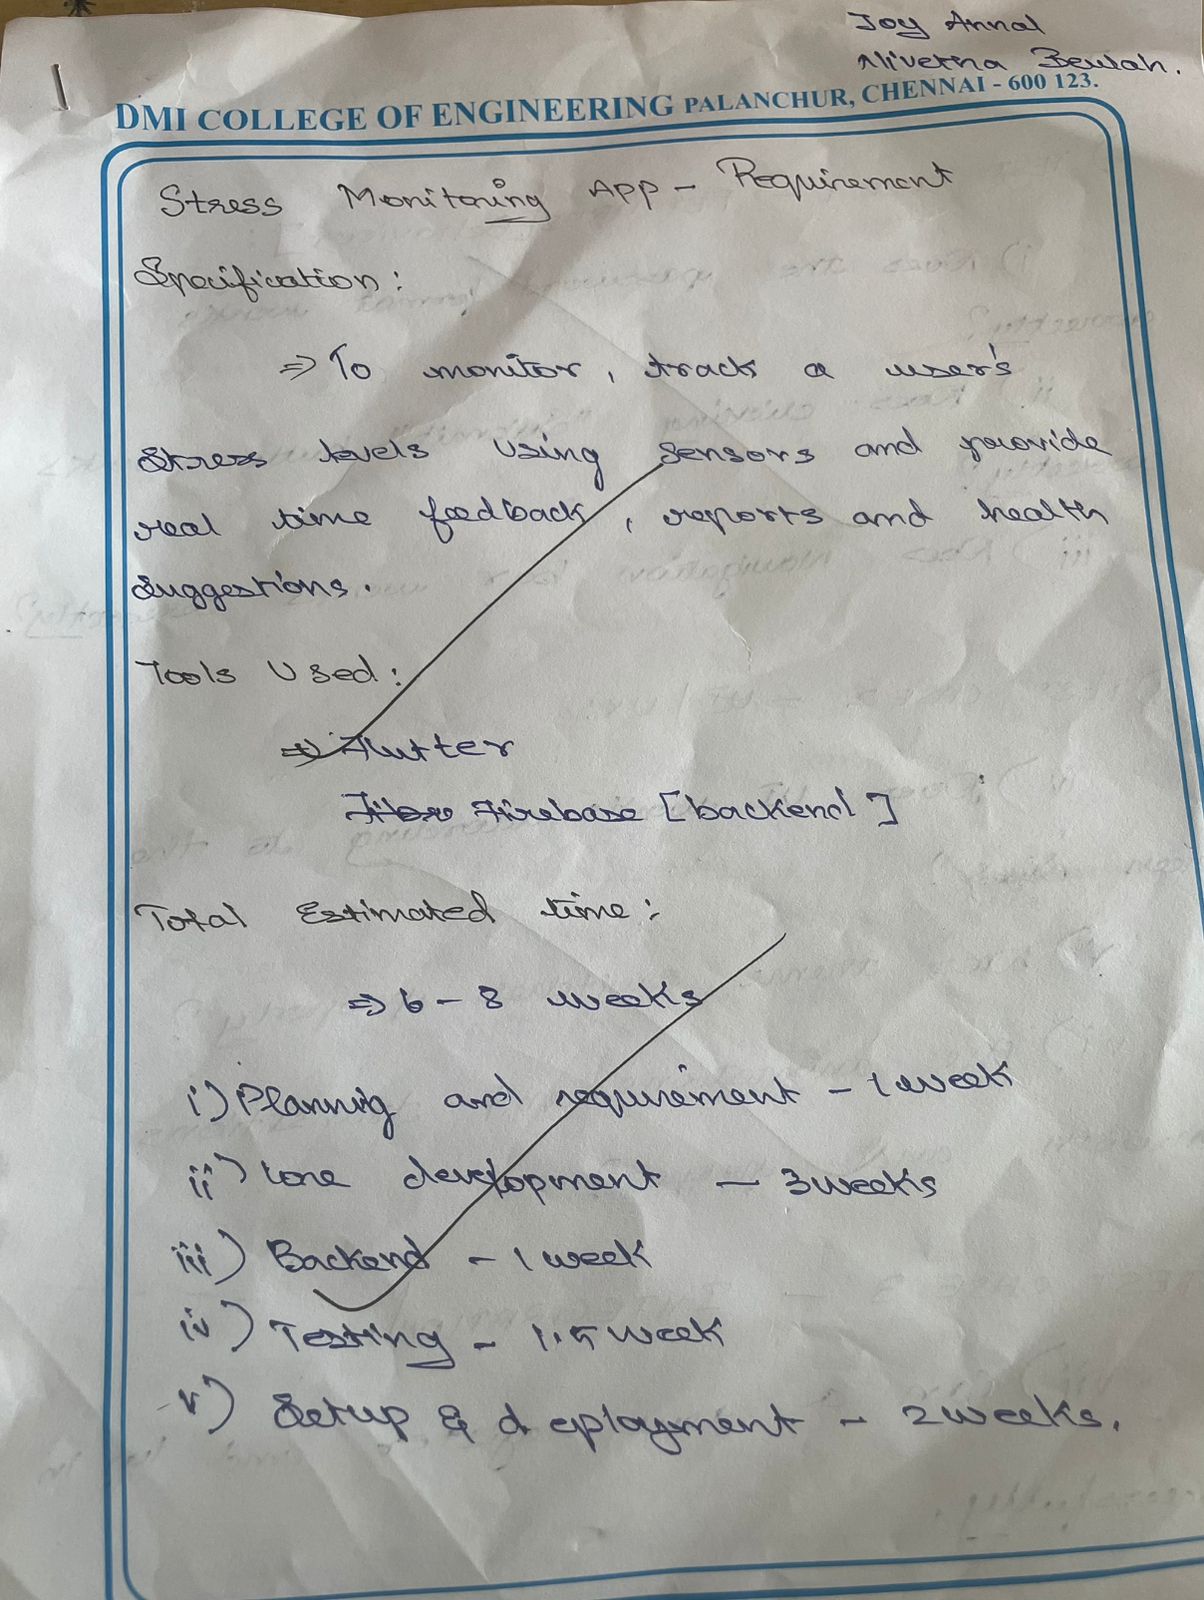 Joy Annal
Nivetha Beulah.
DMI COLLEGE OF ENGINEERING PALANCHUR, CHENNAI - 600 123.
Stress Monitoring App - Requirement
Specification :
⇒ To monitor, track a user's
stress levels using sensors and provide
real time feedback, reports and health
suggestions.
Tools Used :
⇒ Flutter
Firebase [backend]
Total Estimated time :
⇒ 6 - 8 weeks
i) Planning and requirement - 1 week
ii) Core development - 3 weeks
iii) Backend - 1 week
iv) Testing - 1.5 week
v) Setup & deployment - 2 weeks.